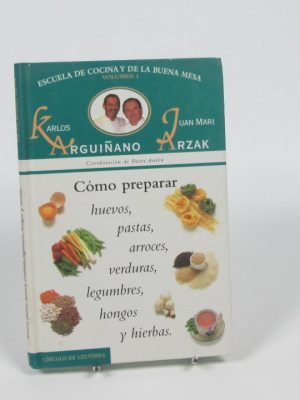 ESCUELA DE COCINA Y DE LA BUENA MESA
VOLUMEN 1
KARLOS ARGUIÑANO
JUAN MARI ARZAK
Coordinación de Patxi Antón
Cómo preparar
huevos,
pastas,
arroces,
verduras,
legumbres,
hongos
y hierbas.
CÍRCULO DE LECTORES